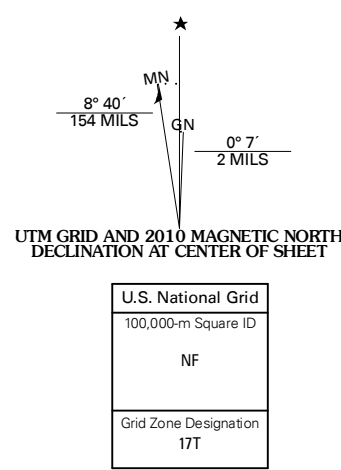 ★
MN
8° 40´
154 MILS
GN
0° 7´
2 MILS
UTM GRID AND 2010 MAGNETIC NORTH
DECLINATION AT CENTER OF SHEET
U.S. National Grid
100,000-m Square ID
NF
Grid Zone Designation
17T